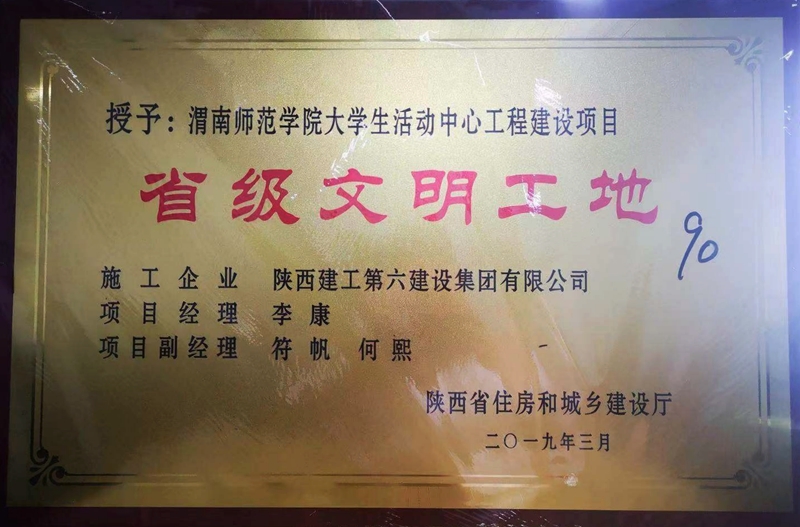 授予：渭南师范学院大学生活动中心工程建设项目
省级文明工地
90
施工企业 陕西建工第六建设集团有限公司
项目经理 李康
项目副经理 符帆 何熙
陕西省住房和城乡建设厅
二〇一九年三月